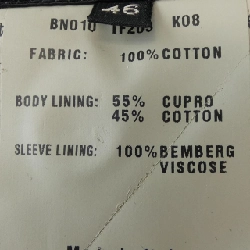 46
BN010 TF205 K08
FABRIC: 100% COTTON
BODY LINING: 55% CUPRO
45% COTTON
SLEEVE LINING: 100% BEMBERG
VISCOSE